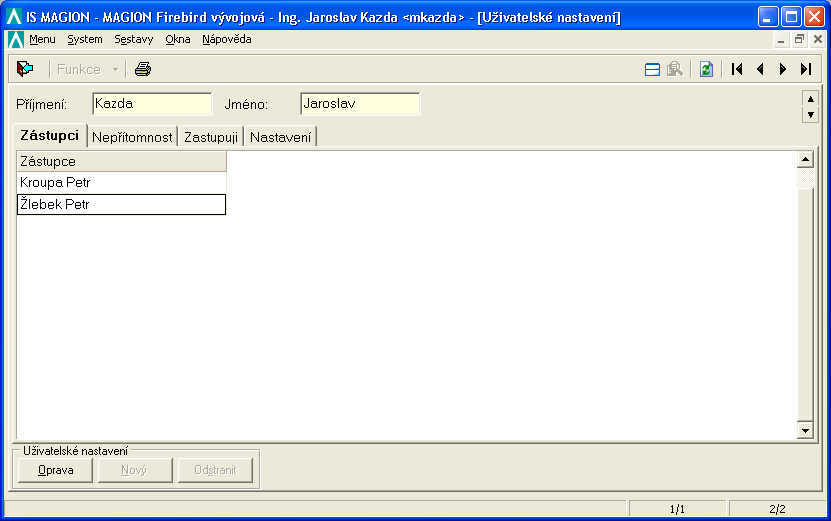 IS MAGION - MAGION Firebird vývojová - Ing. Jaroslav Kazda <mkazda> - [Uživatelské nastavení]
Menu System Sestavy Okna Nápověda
Funkce
Příjmení: Kazda Jméno: Jaroslav
Zástupci Nepřítomnost Zastupuji Nastavení
Zástupce
Kroupa Petr
Žlebek Petr
Uživatelské nastavení
Oprava Nový Odstranit
1/1 2/2